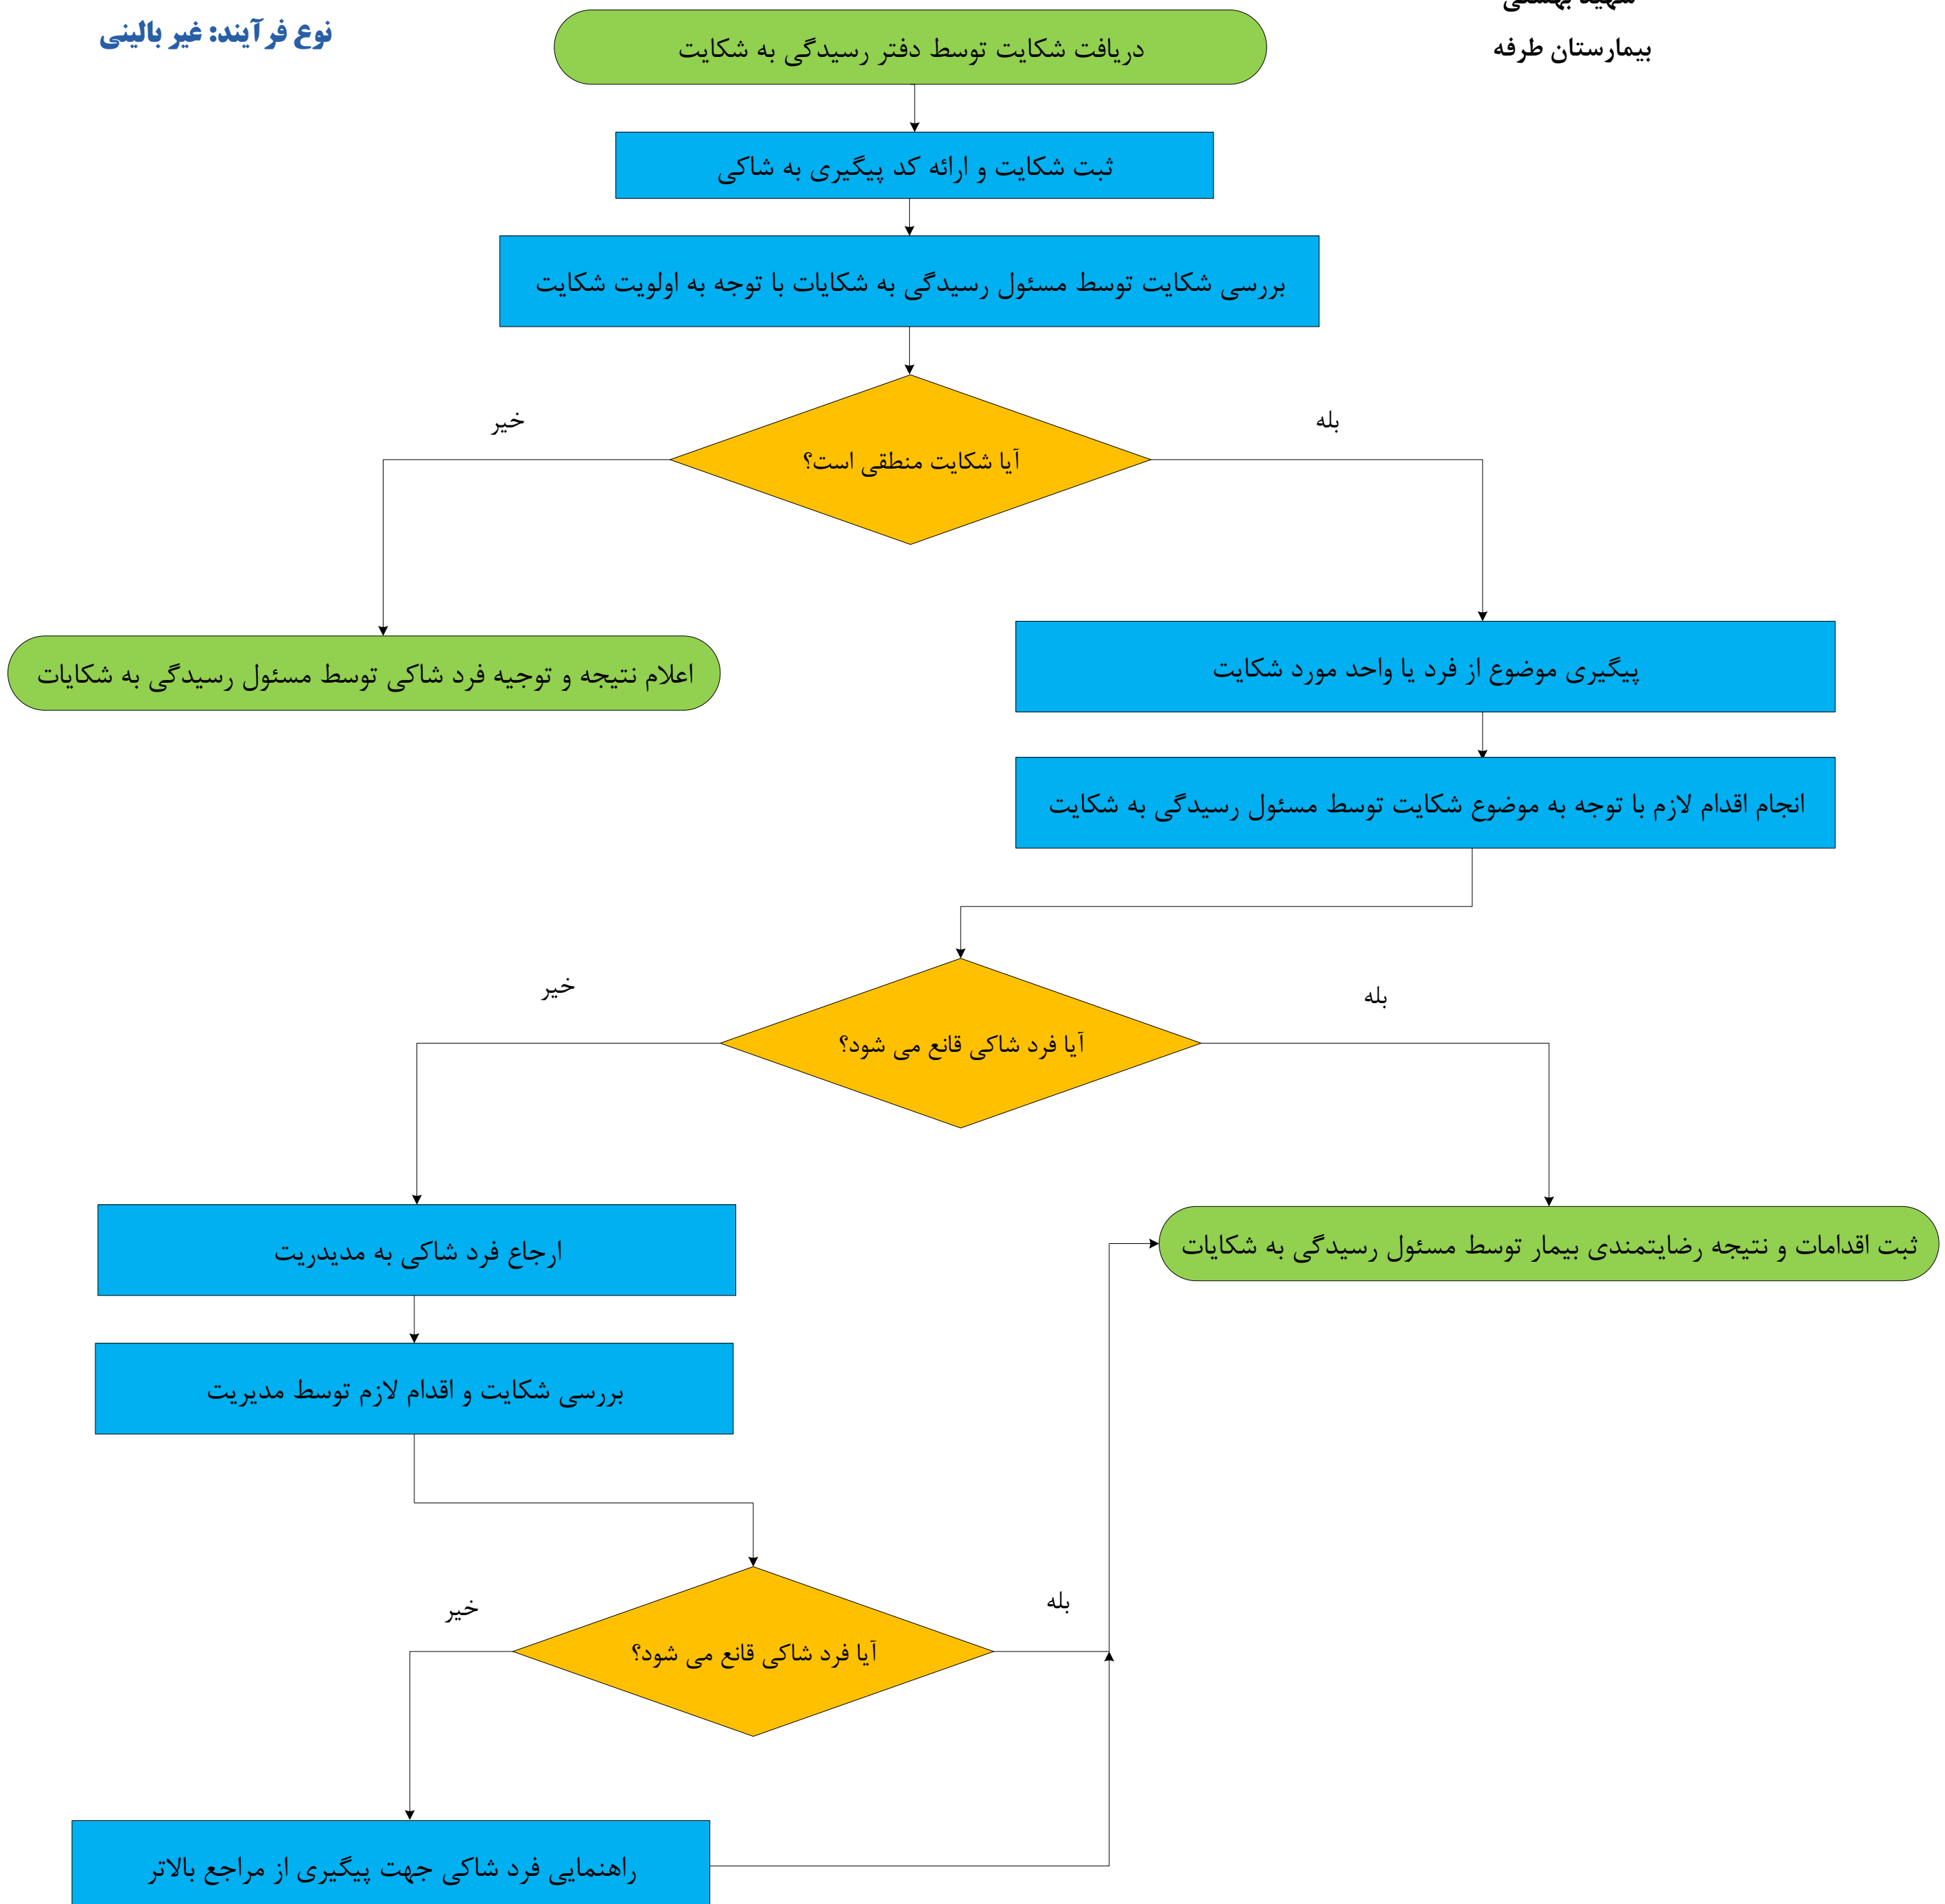 بیمارستان طرفه
نوع فرآیند: غیر بالینی
دریافت شکایت توسط دفتر رسیدگی به شکایت
ثبت شکایت و ارائه کد پیگیری به شاکی
بررسی شکایت توسط مسئول رسیدگی به شکایات با توجه به اولویت شکایت
آیا شکایت منطقی است؟
بله
خیر
پیگیری موضوع از فرد یا واحد مورد شکایت
اعلام نتیجه و توجیه فرد شاکی توسط مسئول رسیدگی به شکایات
انجام اقدام لازم با توجه به موضوع شکایت توسط مسئول رسیدگی به شکایت
آیا فرد شاکی قانع می شود؟
بله
خیر
ثبت اقدامات و نتیجه رضایتمندی بیمار توسط مسئول رسیدگی به شکایات
ارجاع فرد شاکی به مدیدریت
بررسی شکایت و اقدام لازم توسط مدیریت
آیا فرد شاکی قانع می شود؟
بله
خیر
راهنمایی فرد شاکی جهت پیگیری از مراجع بالاتر